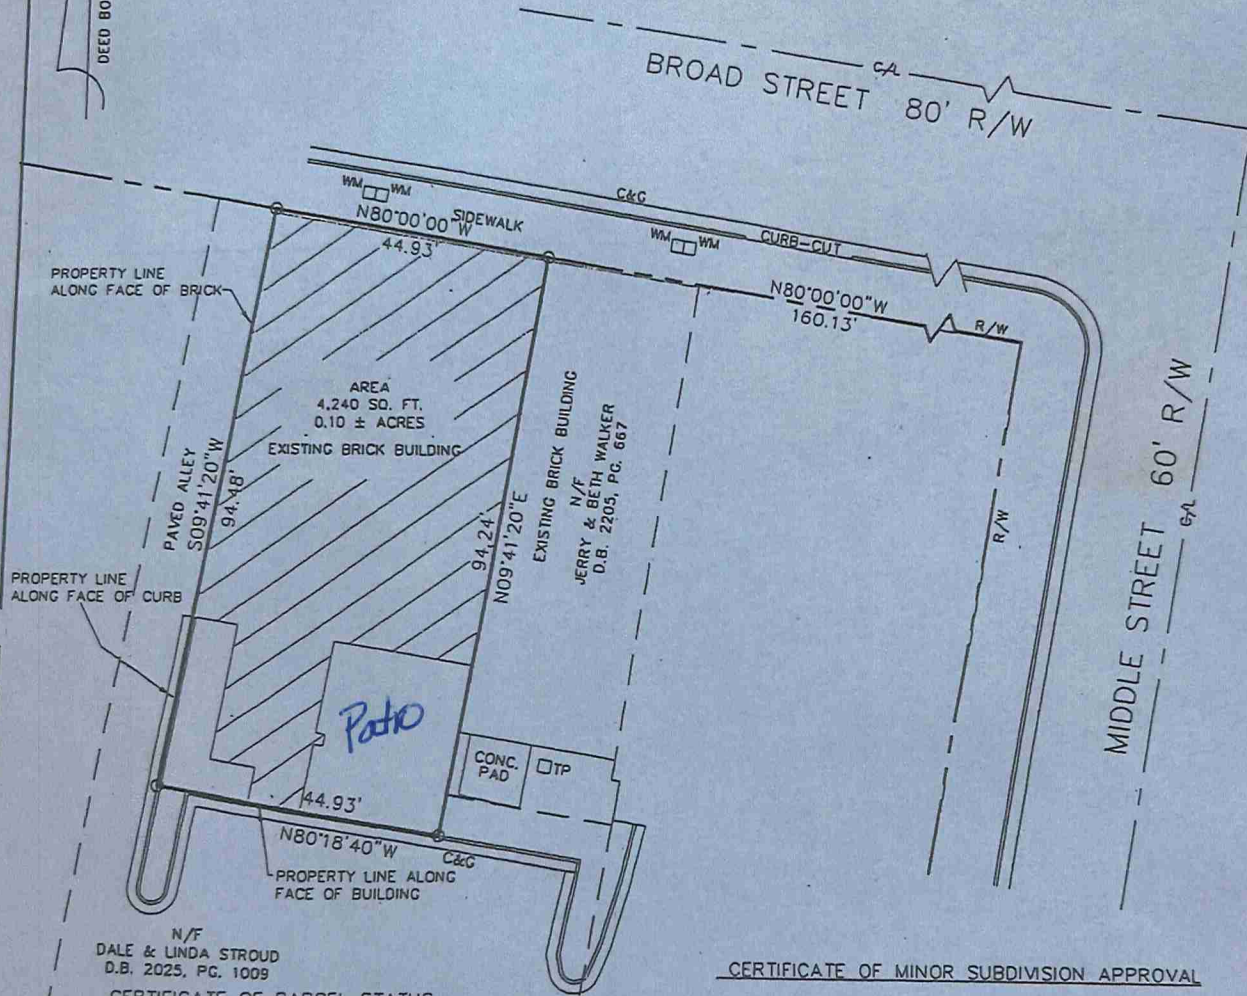 DEED BO
C/L
BROAD STREET 80' R/W
WM WM
C&G
N80°00'00"W
SIDEWALK
44.93'
WM WM
CURB-CUT
PROPERTY LINE
ALONG FACE OF BRICK
N80°00'00"W
160.13'
R/W
AREA
4,240 SQ. FT.
0.10 ± ACRES
EXISTING BRICK BUILDING
PAVED ALLEY
S09°41'20"W
94.48'
94.24'
N09°41'20"E
EXISTING BRICK BUILDING
N/F
JERRY & BETH WALKER
D.B. 2205, PG. 667
R/W
MIDDLE STREET 60' R/W
C/L
PROPERTY LINE
ALONG FACE OF CURB
Patio
CONC.
PAD
TP
44.93'
N80°18'40"W
C&G
PROPERTY LINE ALONG
FACE OF BUILDING
N/F
DALE & LINDA STROUD
D.B. 2025, PG. 1009
CERTIFICATE OF MINOR SUBDIVISION APPROVAL
CERTIFICATE OF PARCEL STATUS